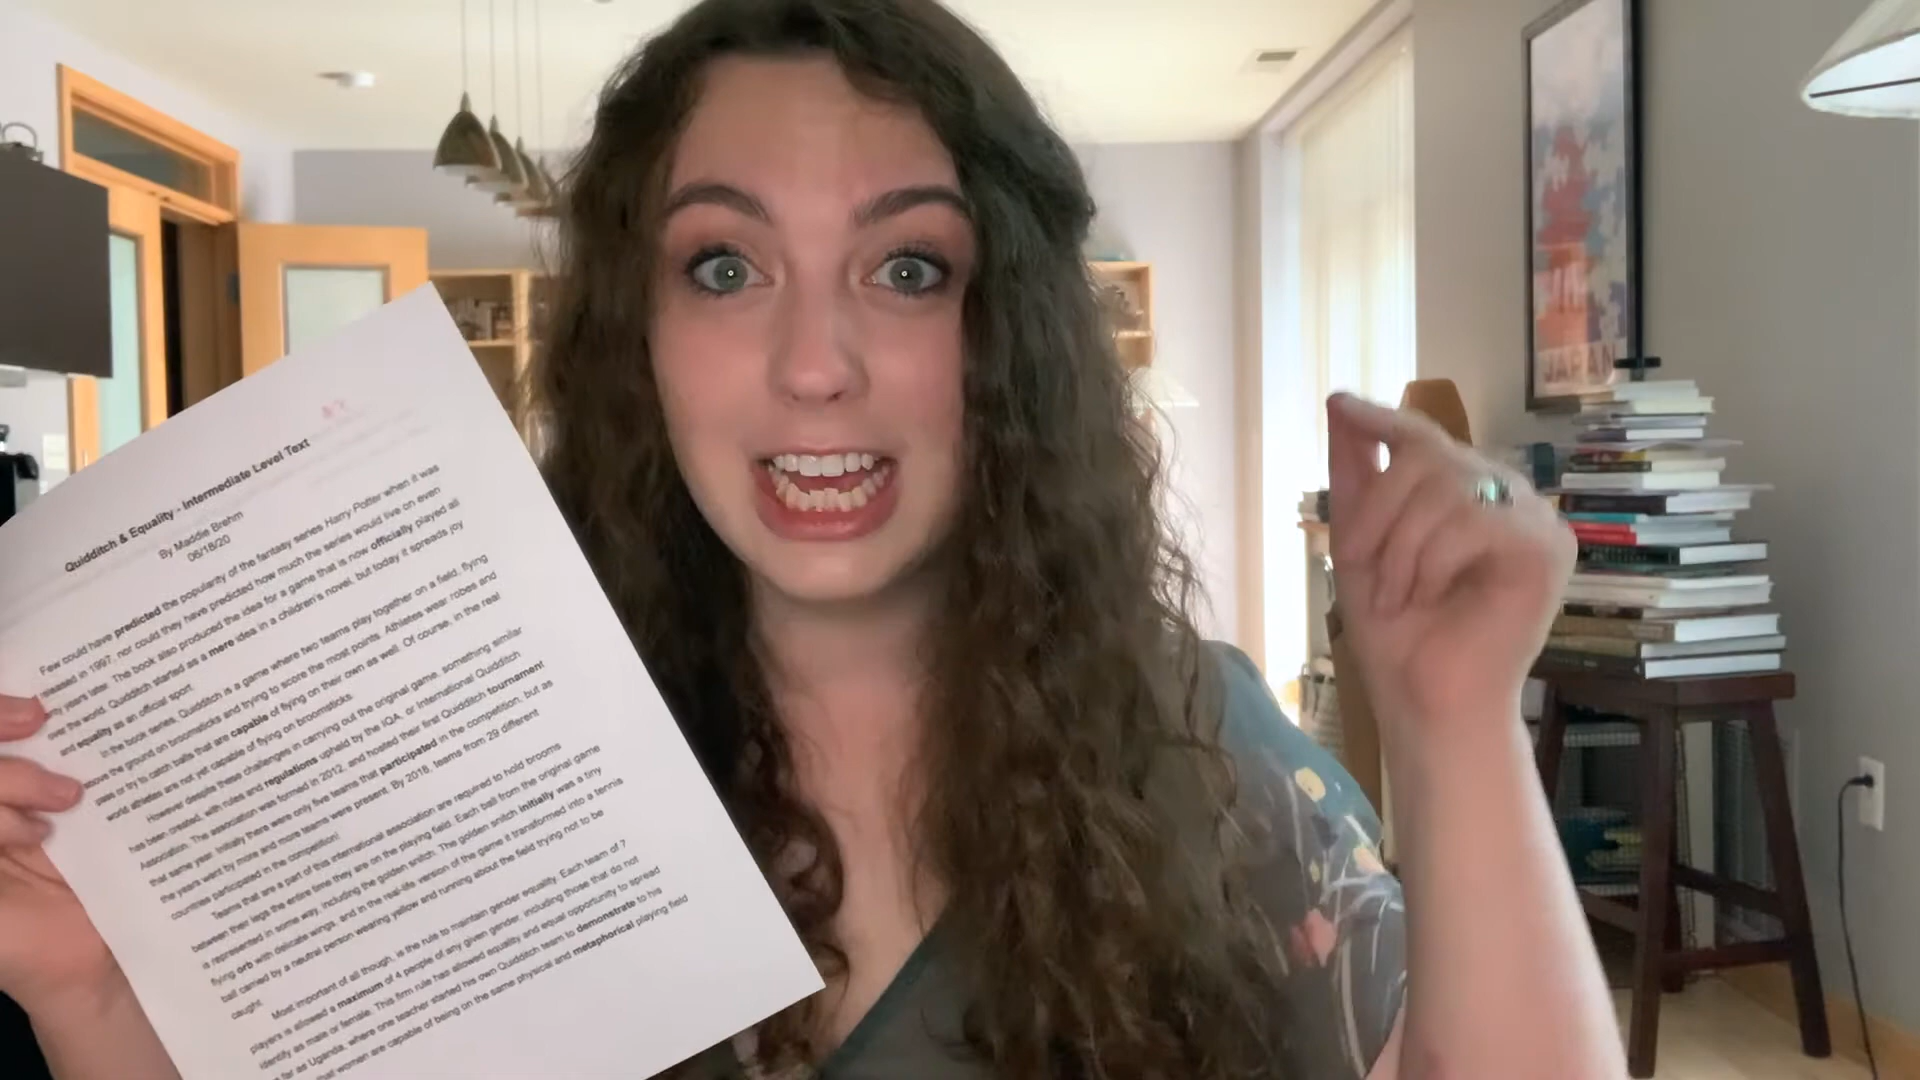 Quidditch & Equality - Intermediate Level Text
By Maddie Brehm
06/18/20
Few could have predicted the popularity of the fantasy series Harry Potter when it was
released in 1997, nor could they have predicted how much the series would live on even
years later. The book also produced the idea for a game that is now officially played all
over the world. Quidditch started as a mere idea in a children's novel, but today it spreads joy
and equality as an official sport.
In the book series, Quidditch is a game where two teams play together on a field, flying
above the ground on broomsticks and trying to score the most points. Athletes wear robes and
pass or try to catch balls that are capable of flying on their own as well. Of course, in the real
world athletes are not yet capable of flying on broomsticks.
However despite these challenges in carrying out the original game, something similar
has been created, with rules and regulations upheld by the IQA, or International Quidditch
Association. The association was formed in 2012, and hosted their first Quidditch tournament
that same year. Initially there were only five teams that participated in the competition, but as
the years went by more and more teams were present. By 2018, teams from 29 different
countries participated in the competition!
Teams that are a part of this international association are required to hold brooms
between their legs the entire time they are on the playing field. Each ball from the original game
is represented in some way, including the golden snitch. The golden snitch initially was a tiny
flying orb with delicate wings, and in the real-life version of the game it transformed into a tennis
ball carried by a neutral person wearing yellow and running about the field trying not to be
caught.
Most important of all though, is the rule to maintain gender equality. Each team of 7
players is allowed a maximum of 4 people of any given gender, including those that do not
identify as male or female. This firm rule has allowed equality and equal opportunity to spread
far as Uganda, where one teacher started his own Quidditch team to demonstrate to his
that women are capable of being on the same physical and metaphorical playing field
JAPAN